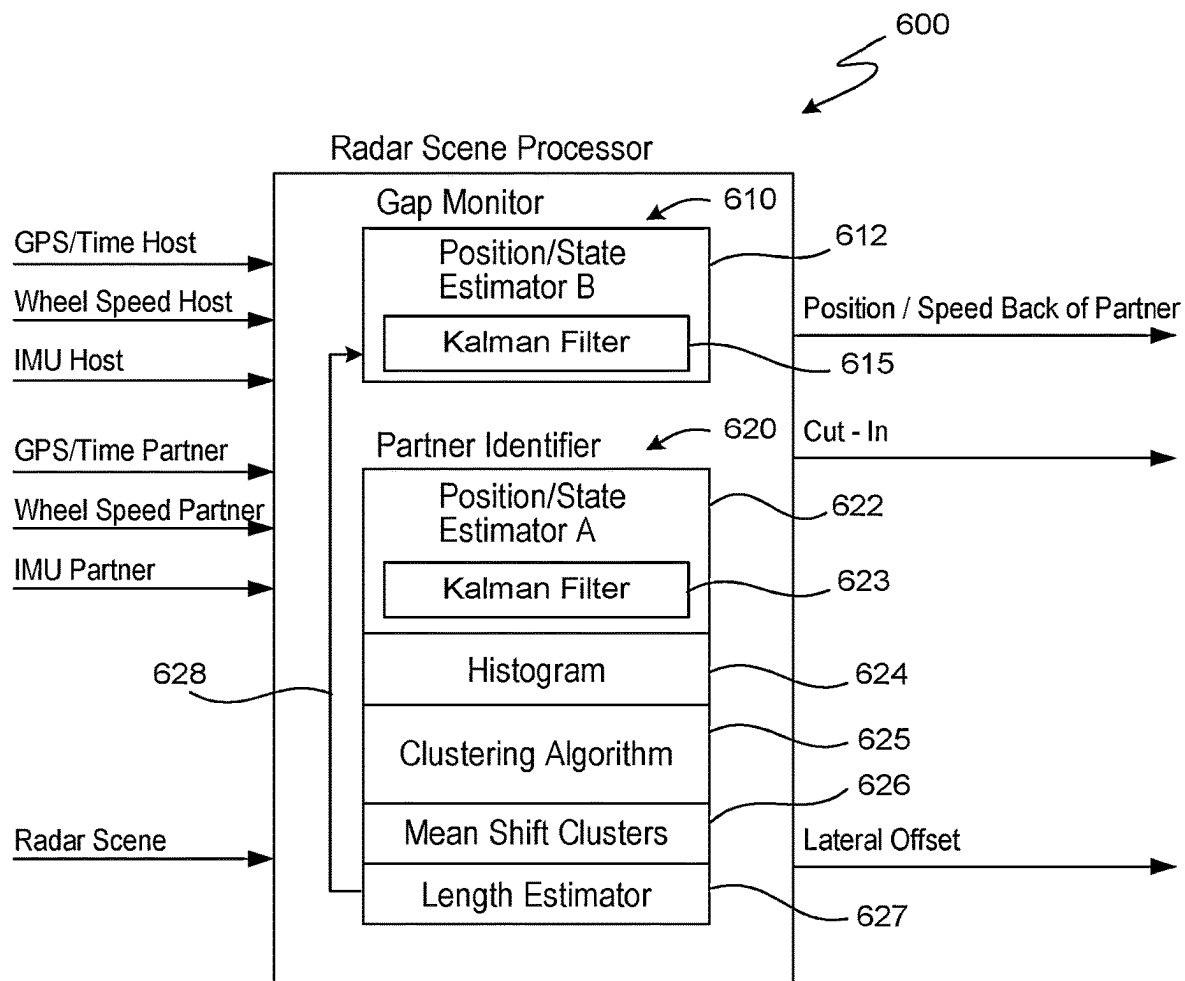 600
Radar Scene Processor
Gap Monitor
610
GPS/Time Host
Position/State
Estimator B
612
Wheel Speed Host
Position / Speed Back of Partner
Kalman Filter
615
IMU Host
Partner Identifier
620
Cut - In
GPS/Time Partner
Position/State
Estimator A
622
Wheel Speed Partner
IMU Partner
Kalman Filter
623
628
Histogram
624
Clustering Algorithm
625
626
Radar Scene
Mean Shift Clusters
Lateral Offset
Length Estimator
627